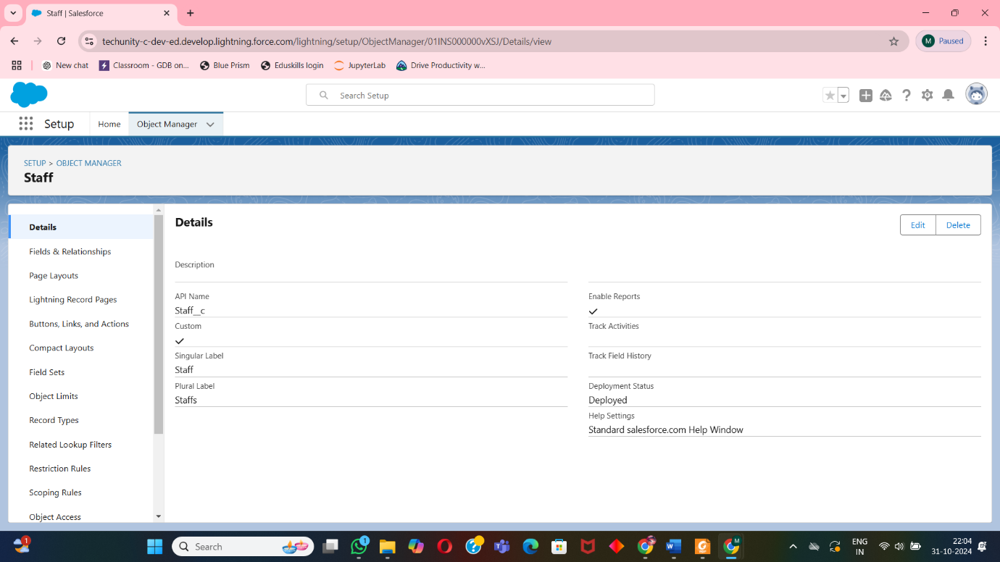 Staff | Salesforce
techunity-c-dev-ed.develop.lightning.force.com/lightning/setup/ObjectManager/01INS000000vXSJ/Details/view
M Paused
New chat
Classroom - GDB on...
Blue Prism
Eduskills login
JupyterLab
Drive Productivity w...
Search Setup
Setup
Home
Object Manager
SETUP > OBJECT MANAGER
Staff
Details
Fields & Relationships
Page Layouts
Lightning Record Pages
Buttons, Links, and Actions
Compact Layouts
Field Sets
Object Limits
Record Types
Related Lookup Filters
Restriction Rules
Scoping Rules
Object Access
Details
Edit
Delete
Description
API Name
Staff__c
Custom
Singular Label
Staff
Plural Label
Staffs
Enable Reports
Track Activities
Track Field History
Deployment Status
Deployed
Help Settings
Standard salesforce.com Help Window
1
Search
1
ENG
IN
22:04
31-10-2024